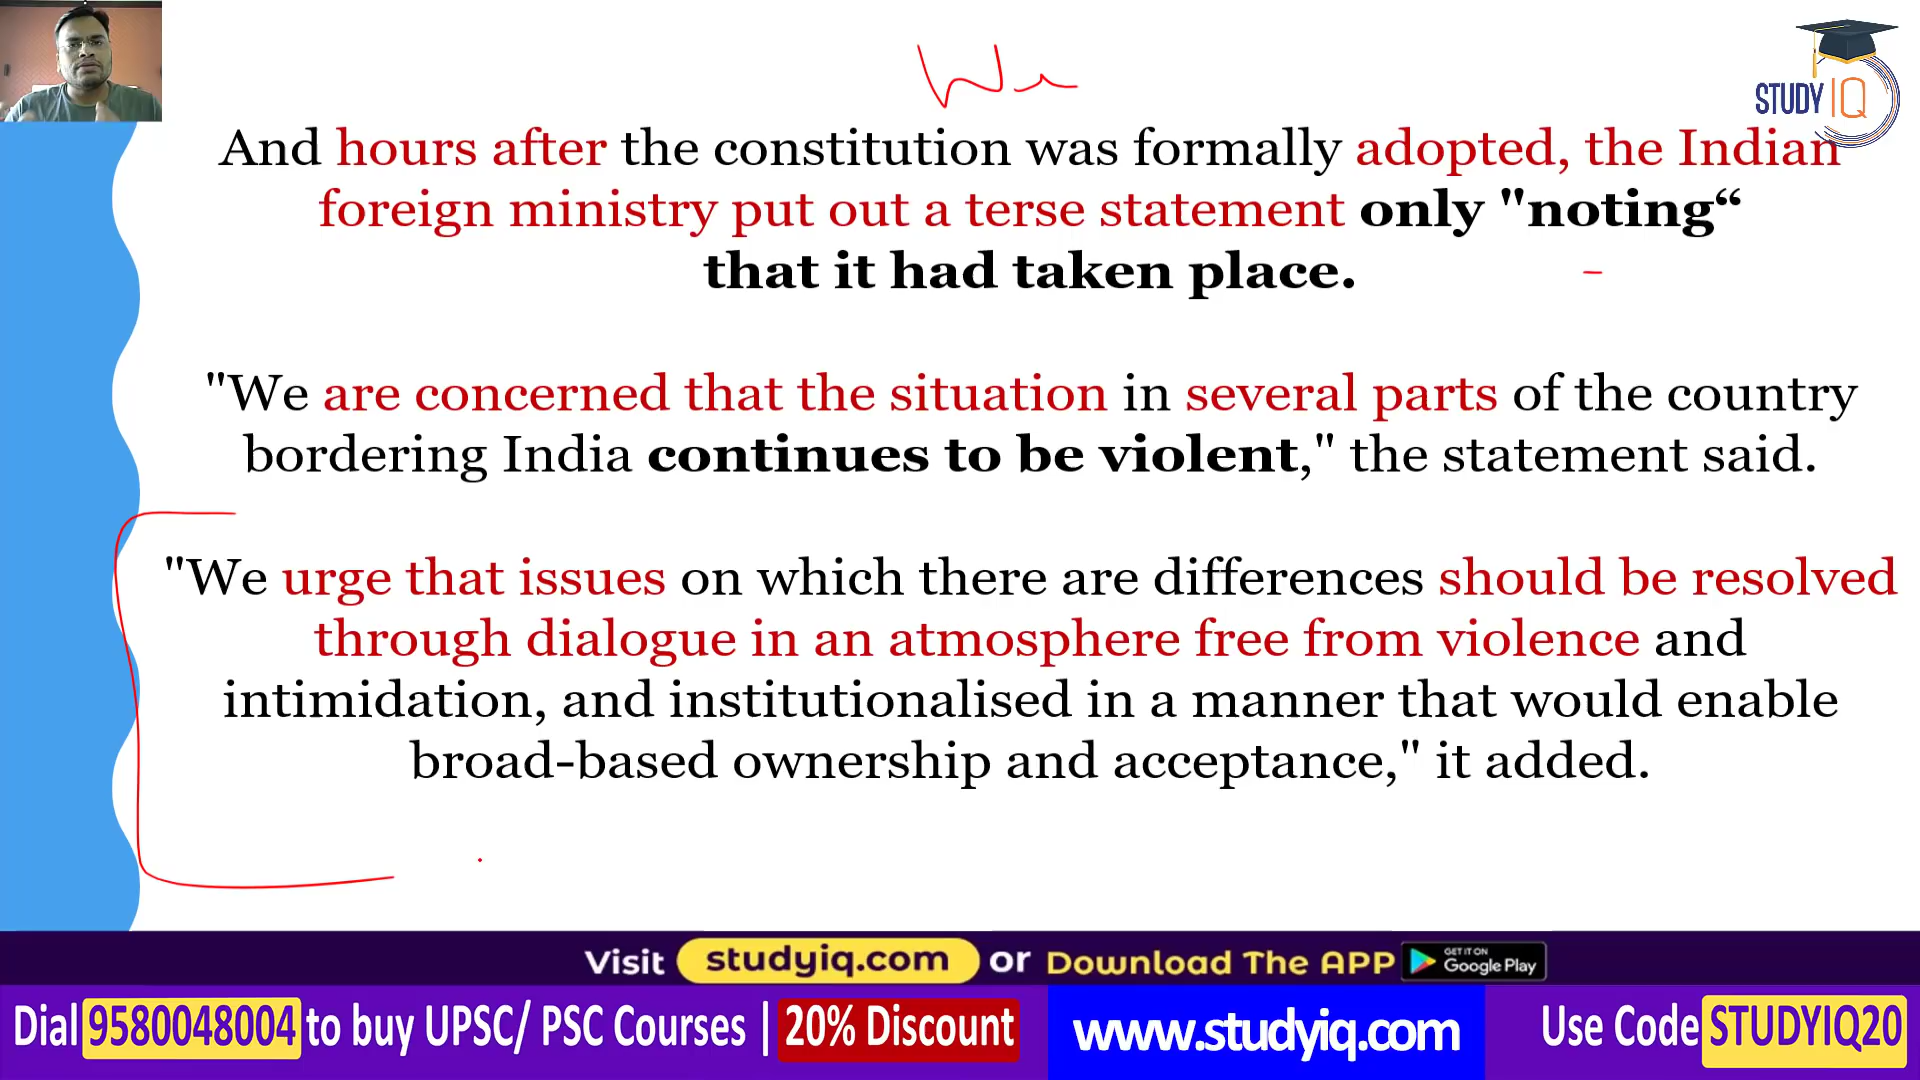 STUDY IQ
And hours after the constitution was formally adopted, the Indian
foreign ministry put out a terse statement only "noting“
that it had taken place.
"We are concerned that the situation in several parts of the country
bordering India continues to be violent," the statement said.
"We urge that issues on which there are differences should be resolved
through dialogue in an atmosphere free from violence and
intimidation, and institutionalised in a manner that would enable
broad-based ownership and acceptance," it added.
Visit studyiq.com or Download The APP GET IT ON Google Play
Dial 9580048004 to buy UPSC/ PSC Courses | 20% Discount www.studyiq.com Use Code STUDYIQ20